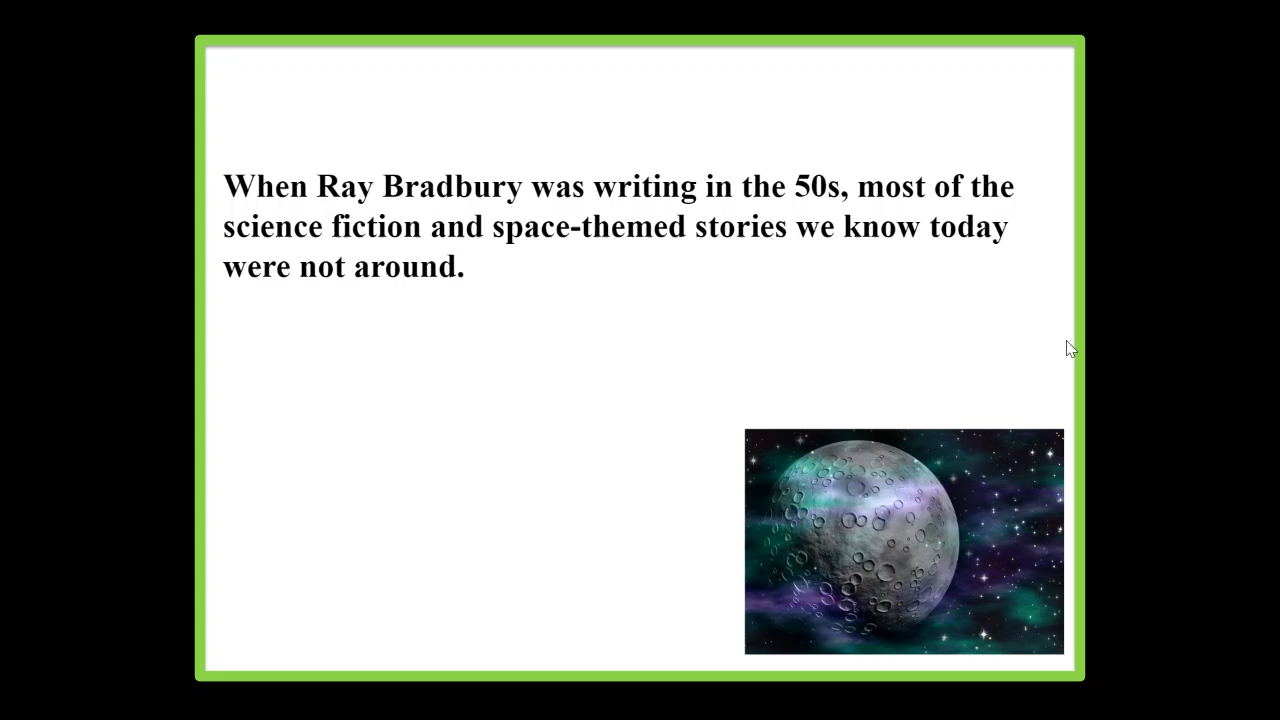 When Ray Bradbury was writing in the 50s, most of the
science fiction and space-themed stories we know today
were not around.